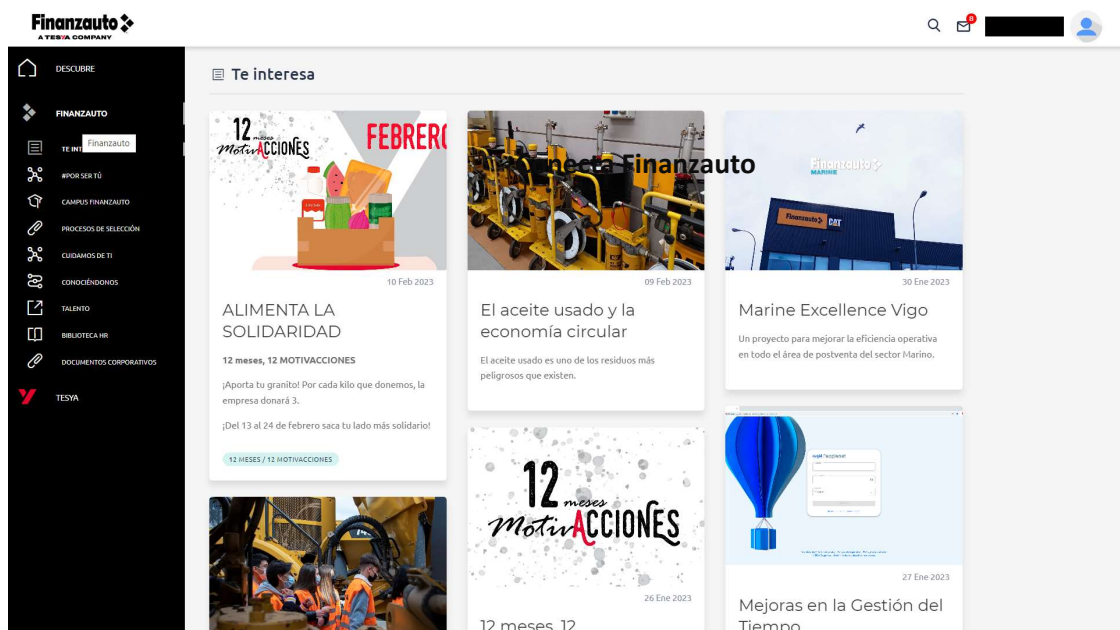 Finanzauto
A TESYA COMPANY
8
DESCUBRE
FINANZAUTO
Finanzauto
TE INT
#POR SER TÚ
CAMPUS FINANZAUTO
PROCESOS DE SELECCIÓN
CUIDAMOS DE TI
CONOCIÉNDONOS
TALENTO
BIBLIOTECA HR
DOCUMENTOS CORPORATIVOS
TESYA
Te interesa
12 meses
MotivACCIONES
FEBRERO
10 Feb 2023
ALIMENTA LA
SOLIDARIDAD
12 meses, 12 MOTIVACCIONES
¡Aporta tu granito! Por cada kilo que donemos, la
empresa donará 3.
¡Del 13 al 24 de febrero saca tu lado más solidario!
12 MESES / 12 MOTIVACCIONES
Finanzauto
09 Feb 2023
El aceite usado y la
economía circular
El aceite usado es uno de los residuos más
peligrosos que existen.
12 meses
MotivACCIONES
26 Ene 2023
12 meses, 12
Finanzauto
MARINE
Finanzauto CAT
30 Ene 2023
Marine Excellence Vigo
Un proyecto para mejorar la eficiencia operativa
en todo el área de postventa del sector Marino.
27 Ene 2023
Mejoras en la Gestión del
Tiempo